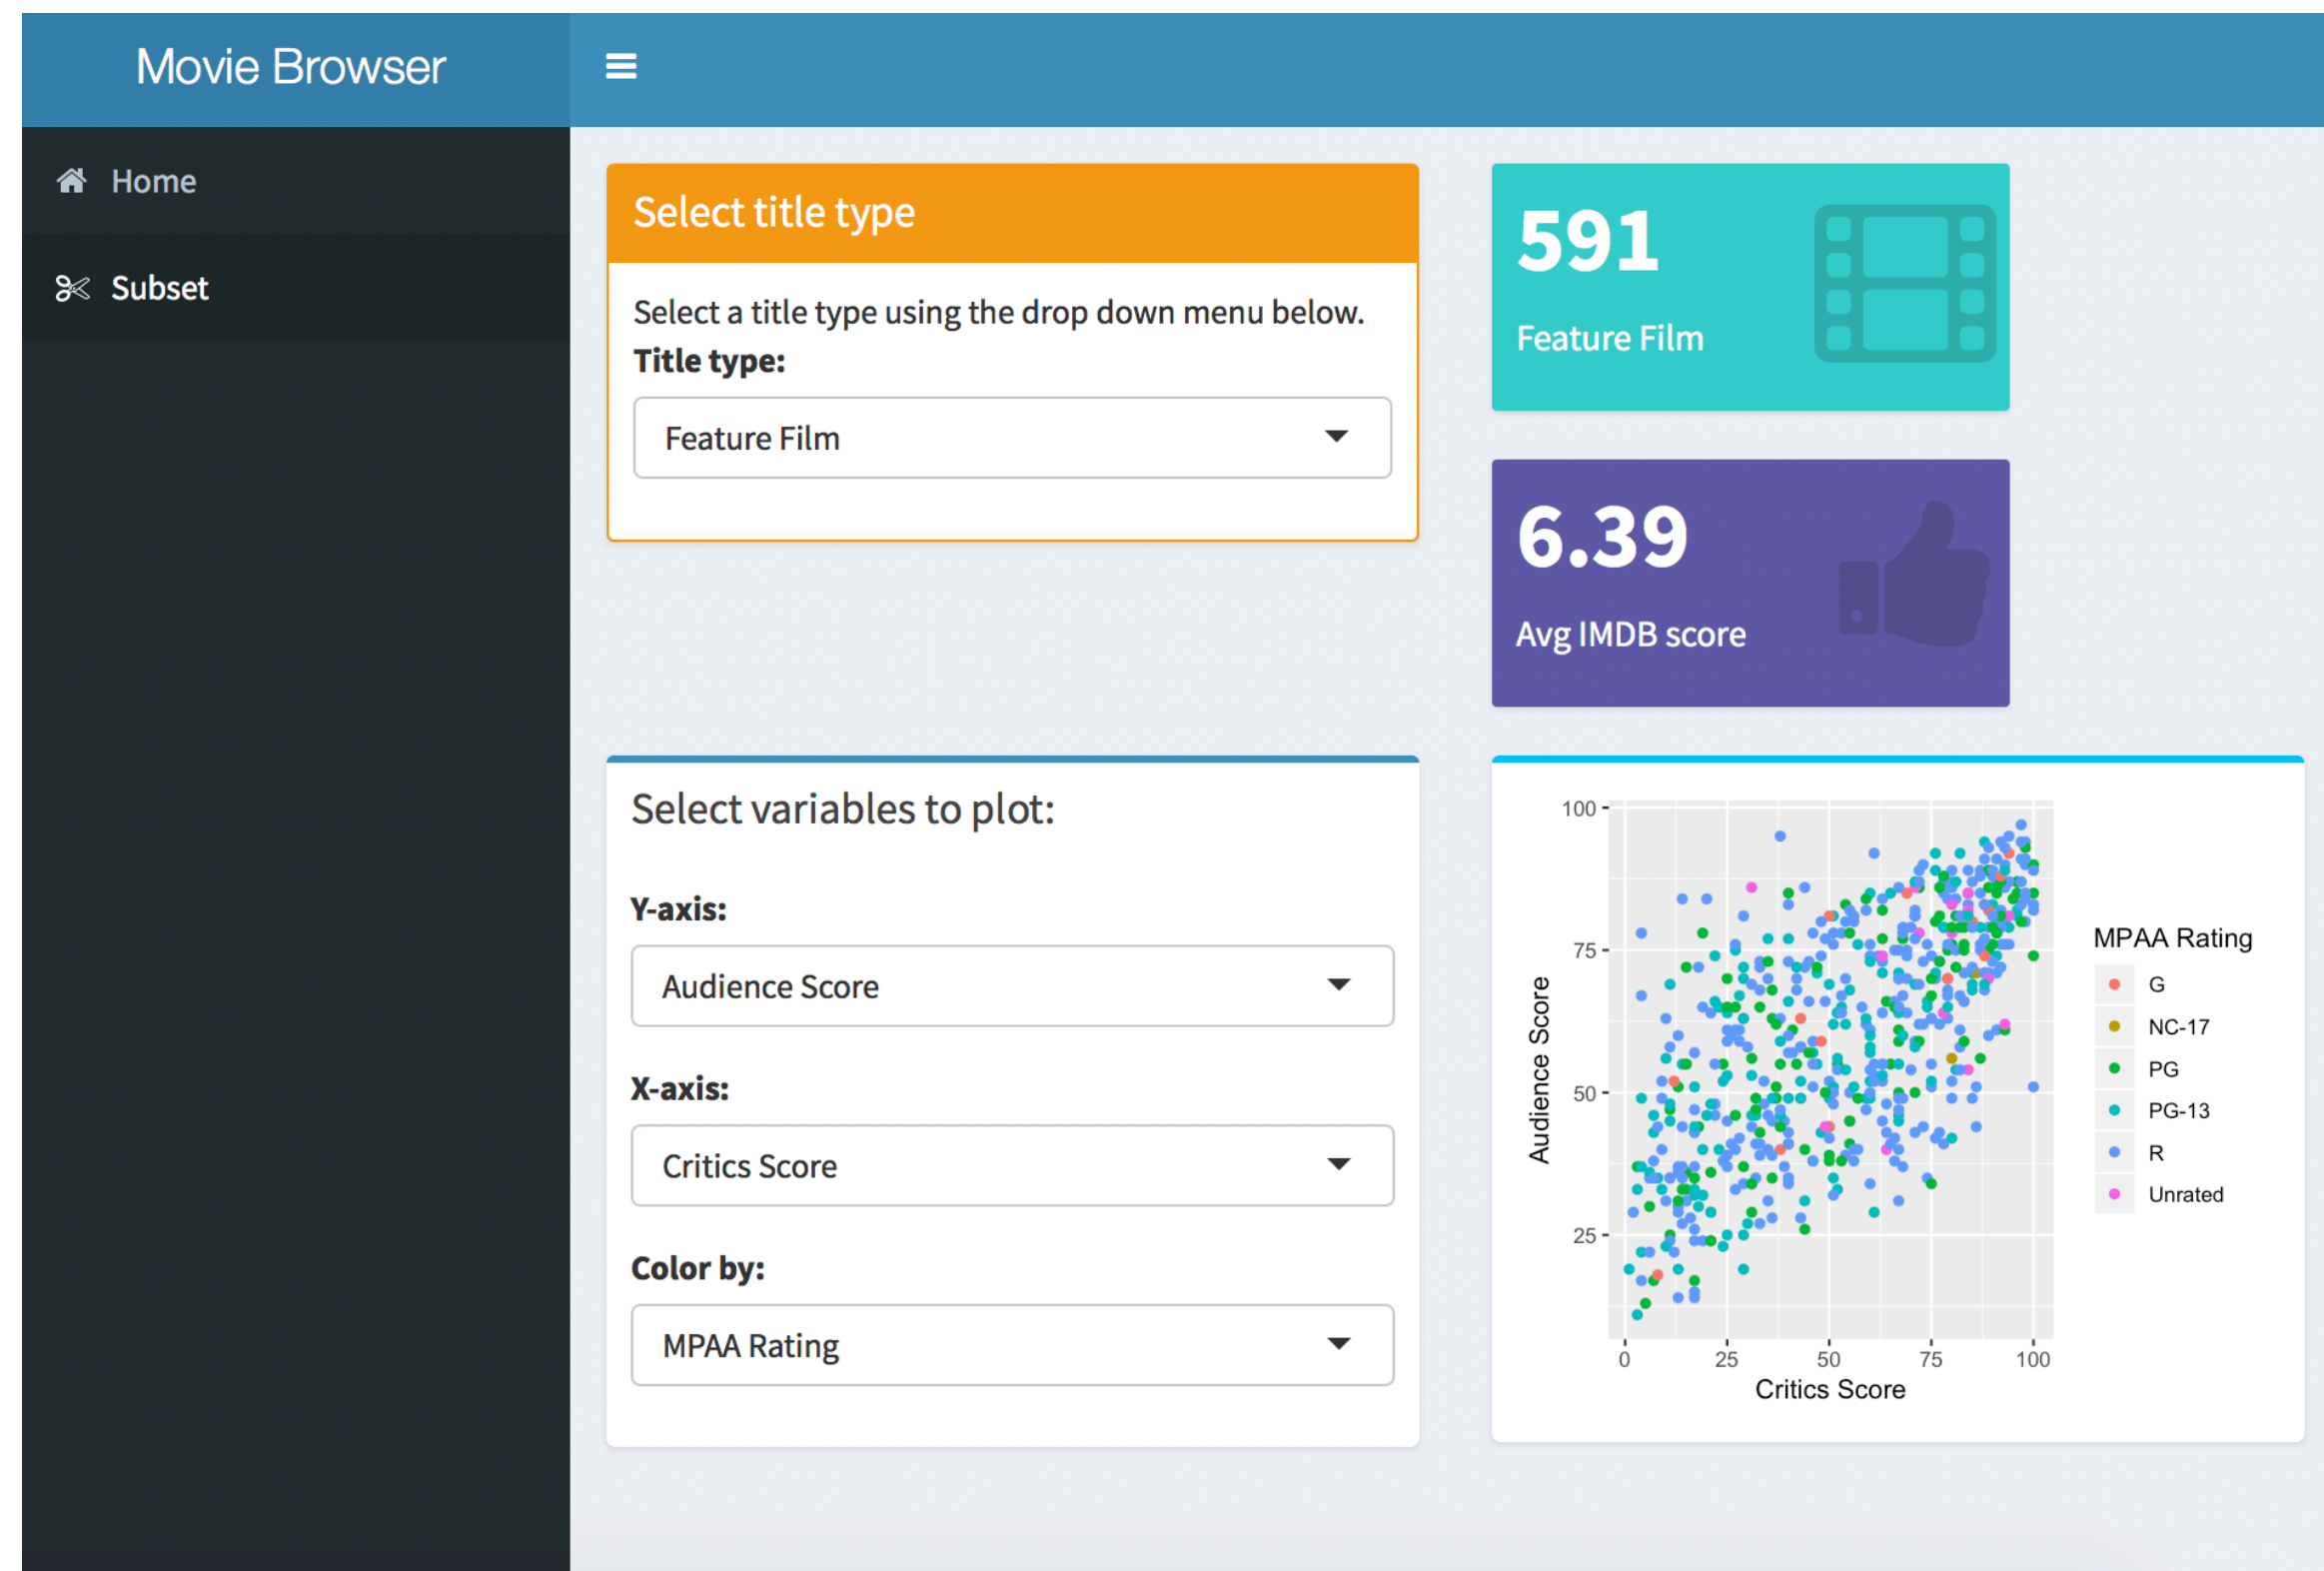 Movie Browser
Home
Subset
Select title type
Select a title type using the drop down menu below.
Title type:
Feature Film
591
Feature Film
6.39
Avg IMDB score
Select variables to plot:
Y-axis:
Audience Score
X-axis:
Critics Score
Color by:
MPAA Rating
100
75
50
25
Audience Score
0 25 50 75 100
Critics Score
MPAA Rating
G
NC-17
PG
PG-13
R
Unrated